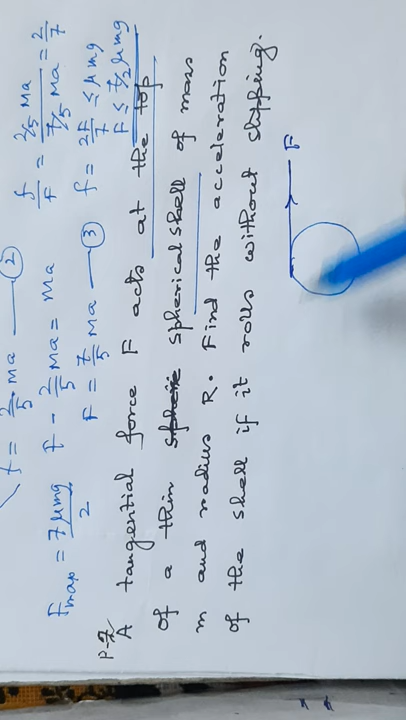 f = 2/5 Ma — ②
Fmax = 7μmg/2
F - 2/5 Ma = Ma
F = 7/5 Ma — ③
f/F = 2/5 Ma / 7/5 Ma = 2/7
f = 2F/7 ≤ μmg
F ≤ 7/2 μmg
A tangential force F acts at the top
of a thin spherical shell of mass
m and radius R. Find the acceleration
of the shell if it rolls without slipping.
F